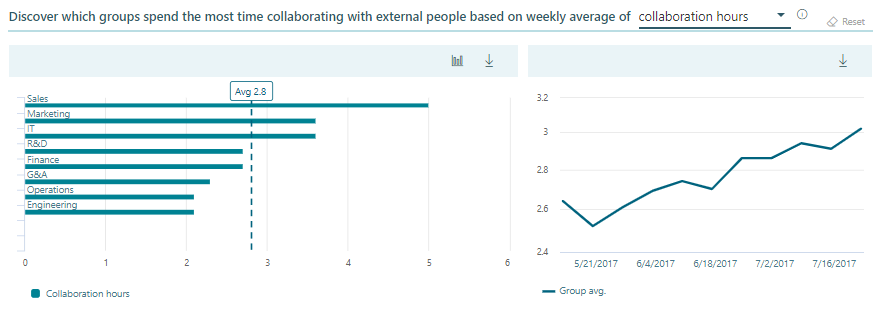 Discover which groups spend the most time collaborating with external people based on weekly average of collaboration hours
Reset
Avg 2.8
Sales
Marketing
IT
R&D
Finance
G&A
Operations
Engineering
0 1 2 3 4 5 6
Collaboration hours
3.2
3
2.8
2.6
2.4
5/21/2017 6/4/2017 6/18/2017 7/2/2017 7/16/2017
Group avg.